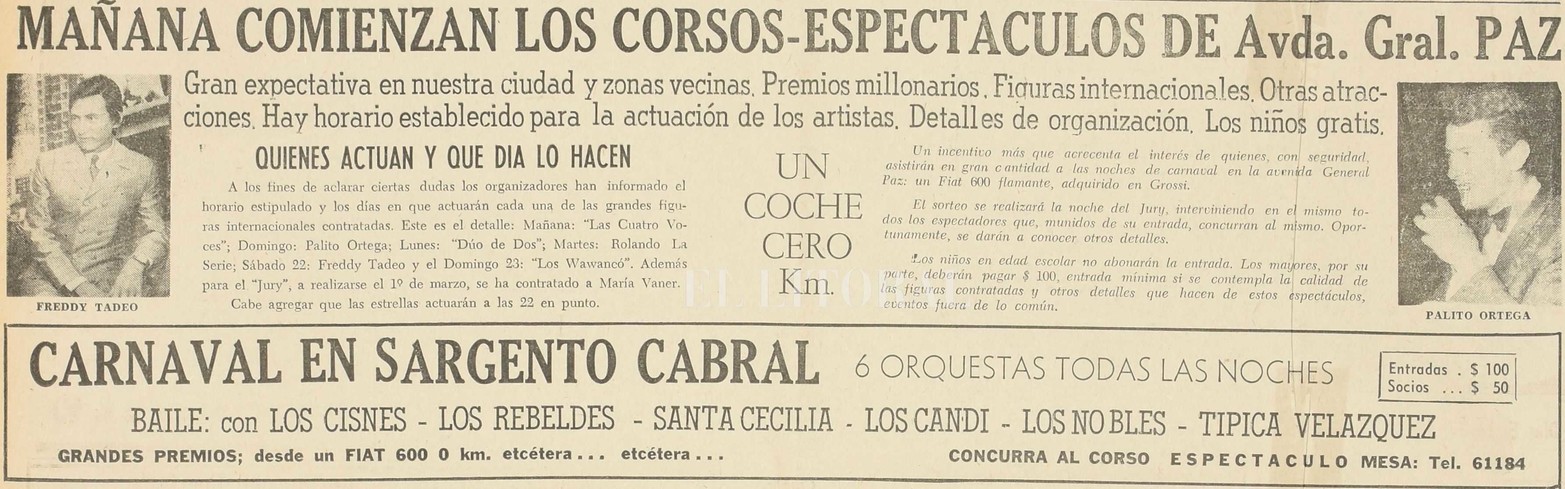 MAÑANA COMIENZAN LOS CORSOS-ESPECTACULOS DE Avda. Gral. PAZ
Gran expectativa en nuestra ciudad y zonas vecinas. Premios millonarios. Figuras internacionales. Otras atrac-
ciones. Hay horario establecido para la actuación de los artistas. Detalles de organización. Los niños gratis.
FREDDY TADEO
QUIENES ACTUAN Y QUE DIA LO HACEN
A los fines de aclarar ciertas dudas los organizadores han informado el
horario estipulado y los días en que actuarán cada una de las grandes figu-
ras internacionales contratadas. Este es el detalle: Mañana: "Las Cuatro Vo-
ces"; Domingo: Palito Ortega; Lunes: "Dúo de Dos"; Martes: Rolando La
Serie; Sábado 22: Freddy Tadeo y el Domingo 23: "Los Wawancó". Además
para el "Jury", a realizarse el 1º de marzo, se ha contratado a María Vaner.
Cabe agregar que las estrellas actuarán a las 22 en punto.
UN
COCHE
CERO
Km.
Un incentivo más que acrecenta el interés de quienes, con seguridad,
asistirán en gran cantidad a las noches de carnaval en la avenida General
Paz: un Fiat 600 flamante, adquirido en Grossi.
El sorteo se realizará la noche del Jury, interviniendo en el mismo to-
dos los espectadores que, munidos de su entrada, concurran al mismo. Opor-
tunamente, se darán a conocer otros detalles.
Los niños en edad escolar no abonarán la entrada. Los mayores, por su
parte, deberán pagar $ 100, entrada mínima si se contempla la calidad de
las figuras contratadas y otros detalles que hacen de estos espectáculos,
eventos fuera de lo común.
PALITO ORTEGA
CARNAVAL EN SARGENTO CABRAL
6 ORQUESTAS TODAS LAS NOCHES
Entradas . $ 100
Socios ... $ 50
BAILE: con LOS CISNES - LOS REBELDES - SANTA CECILIA - LOS CANDI - LOS NOBLES - TIPICA VELAZQUEZ
GRANDES PREMIOS; desde un FIAT 600 0 km. etcétera... etcétera...
CONCURRA AL CORSO ESPECTACULO MESA: Tel. 61184